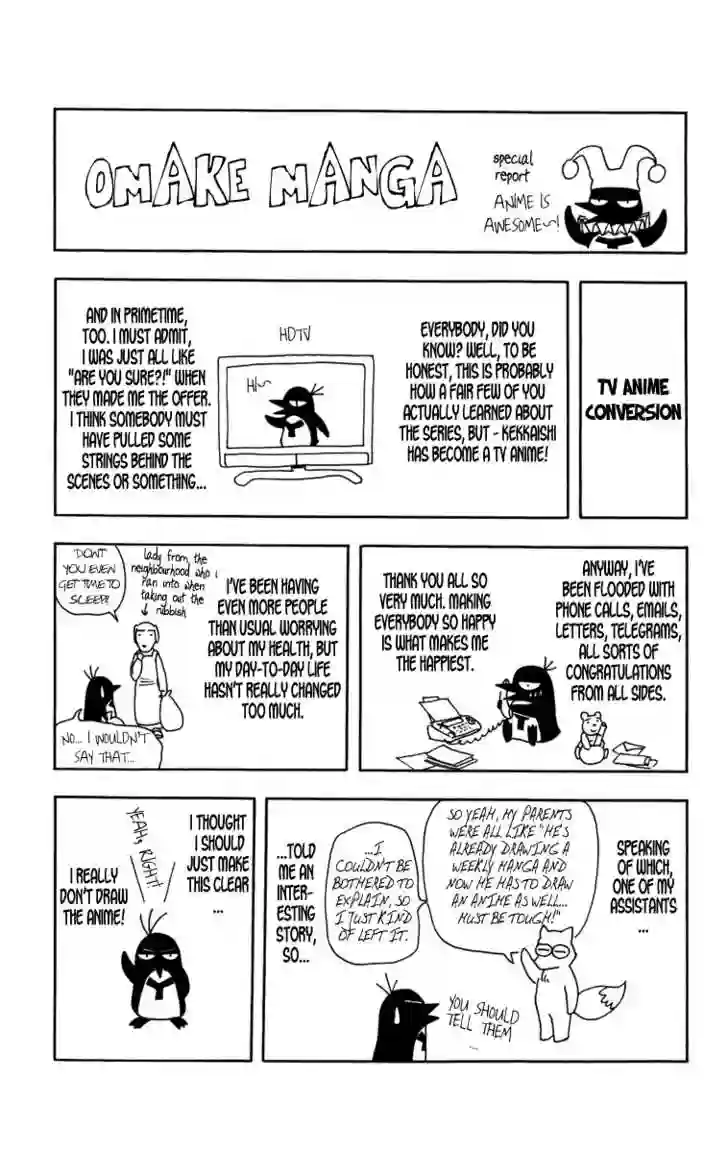 OMAKE MANGA
special
report
ANIME IS
AWESOME~!
TV ANIME
CONVERSION
EVERYBODY, DID YOU
KNOW? WELL, TO BE
HONEST, THIS IS PROBABLY
HOW A FAIR FEW OF YOU
ACTUALLY LEARNED ABOUT
THE SERIES, BUT - KEKKAISHI
HAS BECOME A TV ANIME!
HDTV
HI~
AND IN PRIMETIME,
TOO. I MUST ADMIT,
I WAS JUST ALL LIKE
"ARE YOU SURE?!" WHEN
THEY MADE ME THE OFFER.
I THINK SOMEBODY MUST
HAVE PULLED SOME
STRINGS BEHIND THE
SCENES OR SOMETHING...
ANYWAY, I'VE
BEEN FLOODED WITH
PHONE CALLS, EMAILS,
LETTERS, TELEGRAMS,
ALL SORTS OF
CONGRATULATIONS
FROM ALL SIDES.
THANK YOU ALL SO
VERY MUCH. MAKING
EVERYBODY SO HAPPY
IS WHAT MAKES ME
THE HAPPIEST.
I'VE BEEN HAVING
EVEN MORE PEOPLE
THAN USUAL WORRYING
ABOUT MY HEALTH, BUT
MY DAY-TO-DAY LIFE
HASN'T REALLY CHANGED
TOO MUCH.
lady from the
neighbourhood who i
ran into when
taking out the
↓ rubbish
DON'T
YOU EVEN
GET TIME TO
SLEEP?!
NO... I WOULDN'T
SAY THAT...
SPEAKING
OF WHICH,
ONE OF MY
ASSISTANTS
...
SO YEAH, MY PARENTS
WERE ALL LIKE "HE'S
ALREADY DRAWING A
WEEKLY MANGA AND
NOW HE HAS TO DRAW
AN ANIME AS WELL...
MUST BE TOUGH!"
...I
COULDN'T BE
BOTHERED TO
EXPLAIN, SO
I JUST KIND
OF LEFT IT.
YOU SHOULD
TELL THEM
...
...TOLD
ME AN
INTER-
ESTING
STORY,
SO...
I THOUGHT
I SHOULD
JUST MAKE
THIS CLEAR
...
YEAH, RIGHT!
I REALLY
DON'T DRAW
THE ANIME!